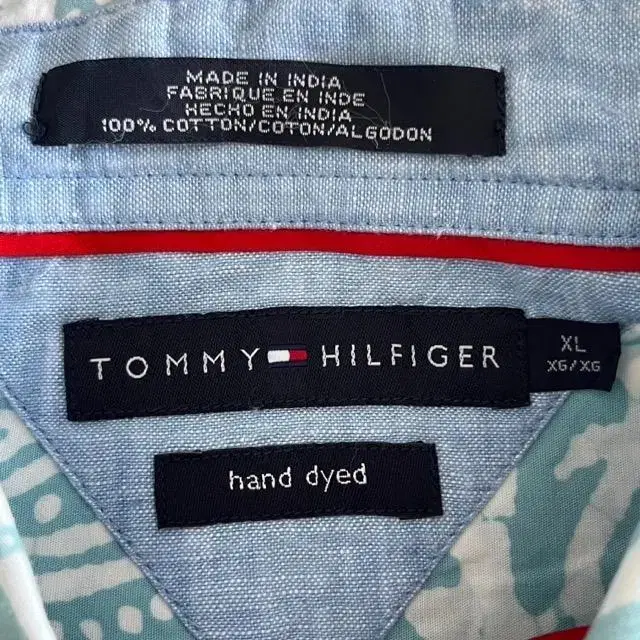 MADE IN INDIA
FABRIQUE EN INDE
HECHO EN INDIA
100% COTTON/COTON/ALGODON
TOMMY HILFIGER
XL
XG/XG
hand dyed